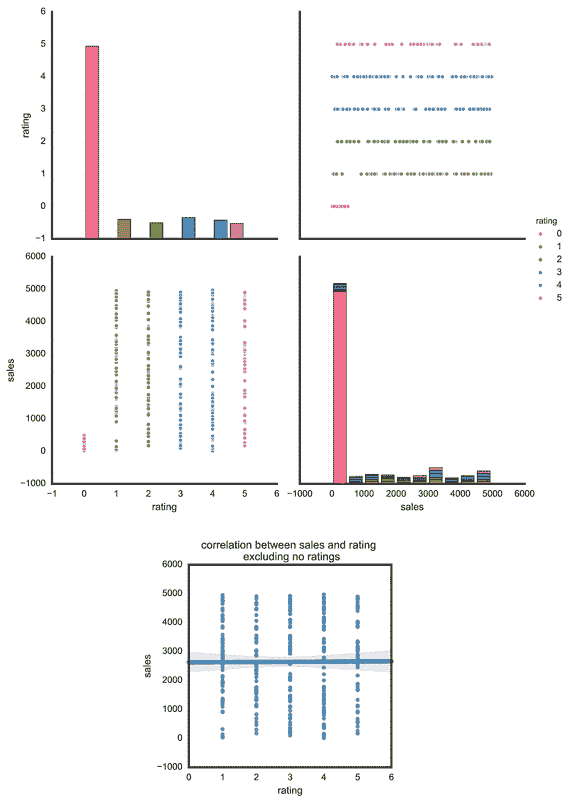 6
5
4
3
2
1
0
−1
rating
rating
0
1
2
3
4
5
6000
5000
4000
3000
2000
1000
0
−1000
sales
−1 0 1 2 3 4 5 6
rating
−1000 0 1000 2000 3000 4000 5000 6000
sales
correlation between sales and rating
excluding no ratings
6000
5000
4000
3000
2000
1000
0
−1000
sales
0 1 2 3 4 5 6
rating